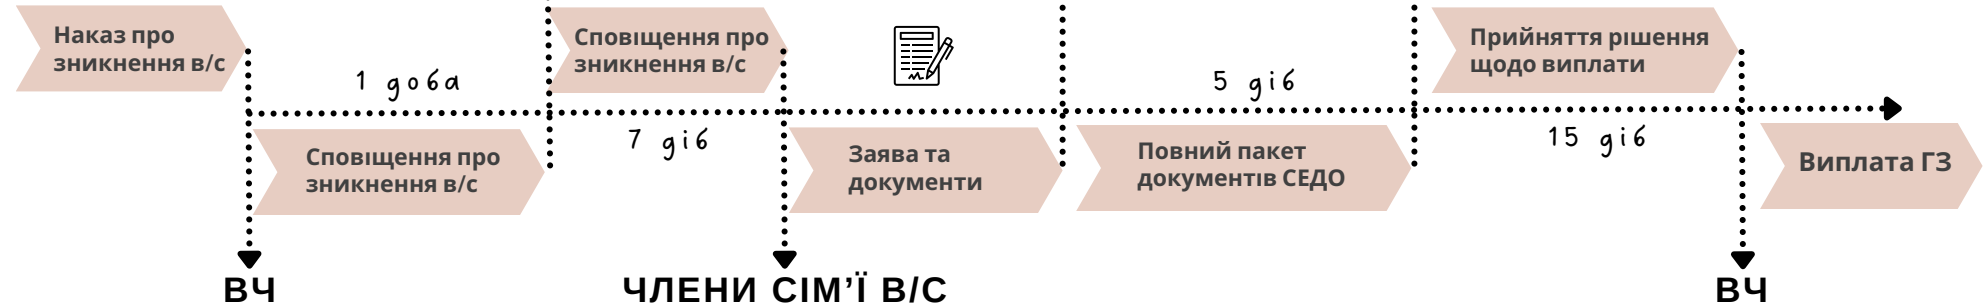 Наказ про
зникнення в/с
1 доба
Сповіщення про
зникнення в/с
Сповіщення про
зникнення в/с
7 діб
Заява та
документи
5 діб
Повний пакет
документів СЕДО
Прийняття рішення
щодо виплати
15 діб
Виплата ГЗ
ВЧ
ЧЛЕНИ СІМ’Ї В/С
ВЧ